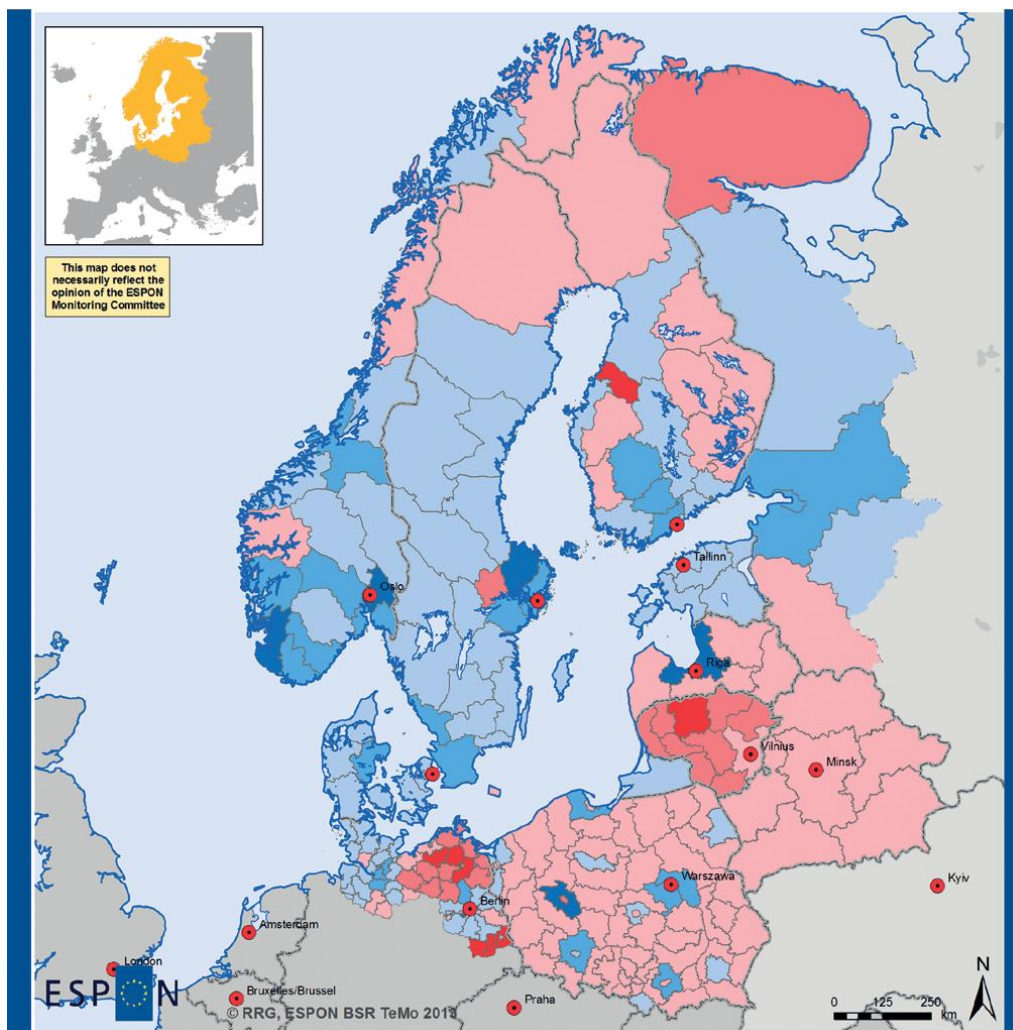 This map does not
necessarily reflect the
opinion of the ESPON
Monitoring Committee
Oslo
Tallinn
Riga
Vilnius
Minsk
Warszawa
Kyiv
Berlin
Amsterdam
London
Bruxelles/Brussel
Praha
ESPON
© RRG, ESPON BSR TeMo 2013
N
0 125 250
km